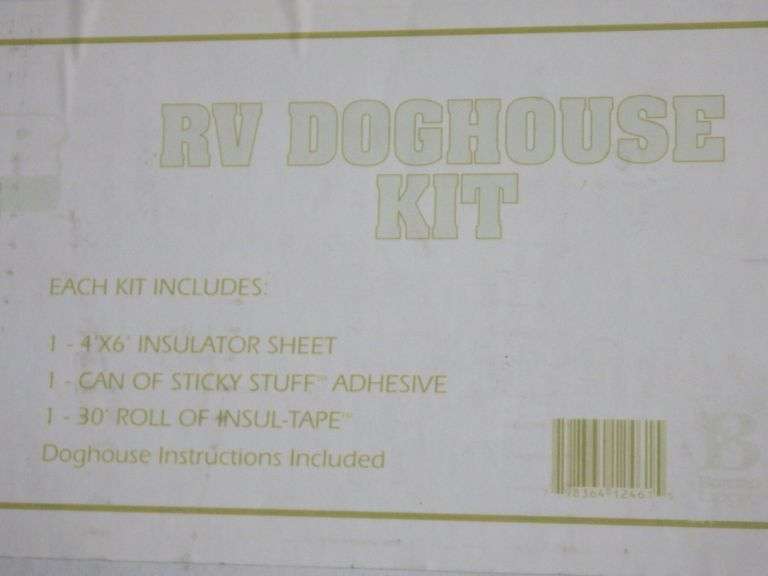 RV DOGHOUSE
KIT
EACH KIT INCLUDES:
1 - 4'X6' INSULATOR SHEET
1 - CAN OF STICKY STUFF™ ADHESIVE
1 - 30' ROLL OF INSUL-TAPE™
Doghouse Instructions Included
B